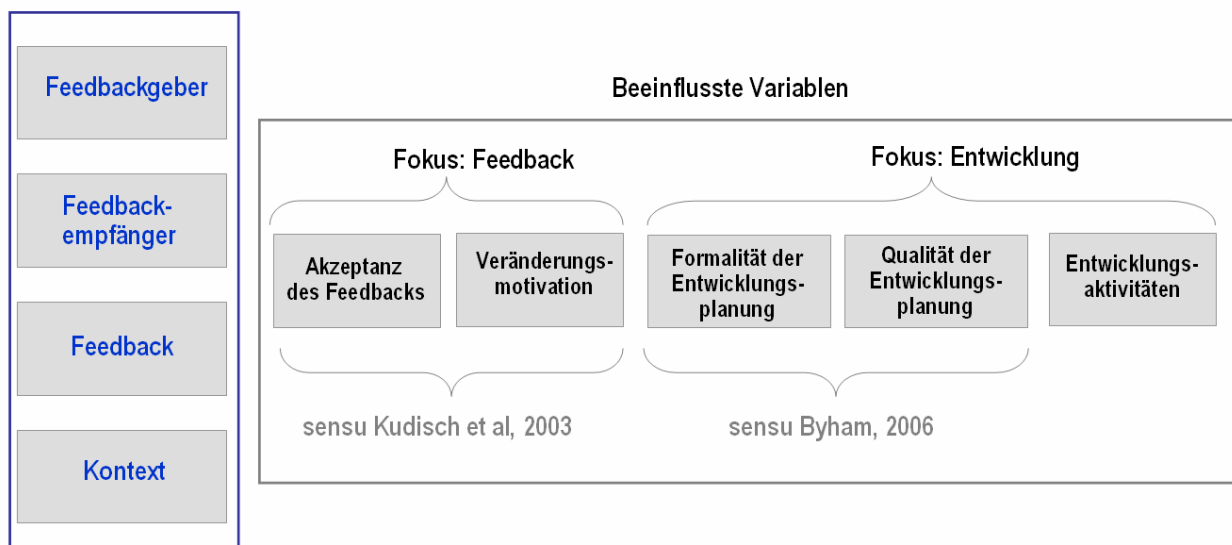 Feedbackgeber
Feedback-
empfänger
Feedback
Kontext
Beeinflusste Variablen
Fokus: Feedback
Fokus: Entwicklung
Akzeptanz
des Feedbacks
Veränderungs-
motivation
Formalität der
Entwicklungs-
planung
Qualität der
Entwicklungs-
planung
Entwicklungs-
aktivitäten
sensu Kudisch et al, 2003
sensu Byham, 2006